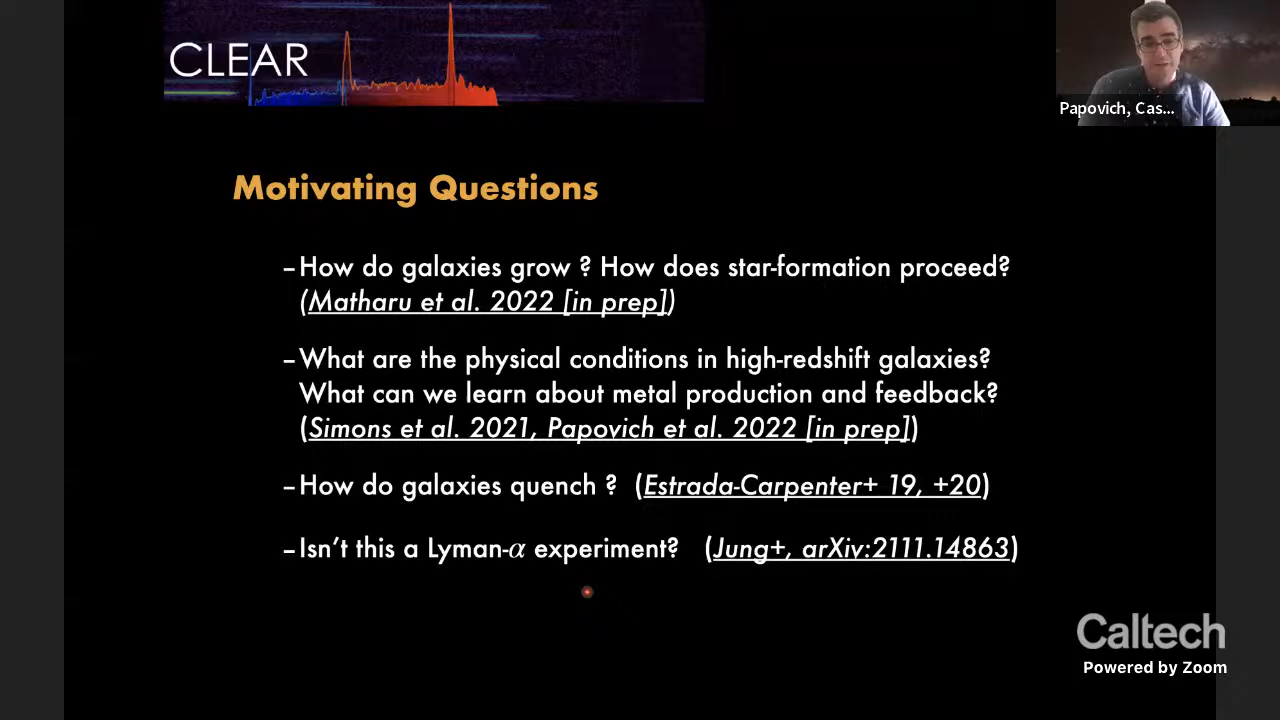 CLEAR
Papovich, Cas...
Motivating Questions
–How do galaxies grow ? How does star-formation proceed?
(Matharu et al. 2022 [in prep])
–What are the physical conditions in high-redshift galaxies?
What can we learn about metal production and feedback?
(Simons et al. 2021, Papovich et al. 2022 [in prep])
–How do galaxies quench ? (Estrada-Carpenter+ 19, +20)
–Isn’t this a Lyman-α experiment? (Jung+, arXiv:2111.14863)
Caltech
Powered by Zoom